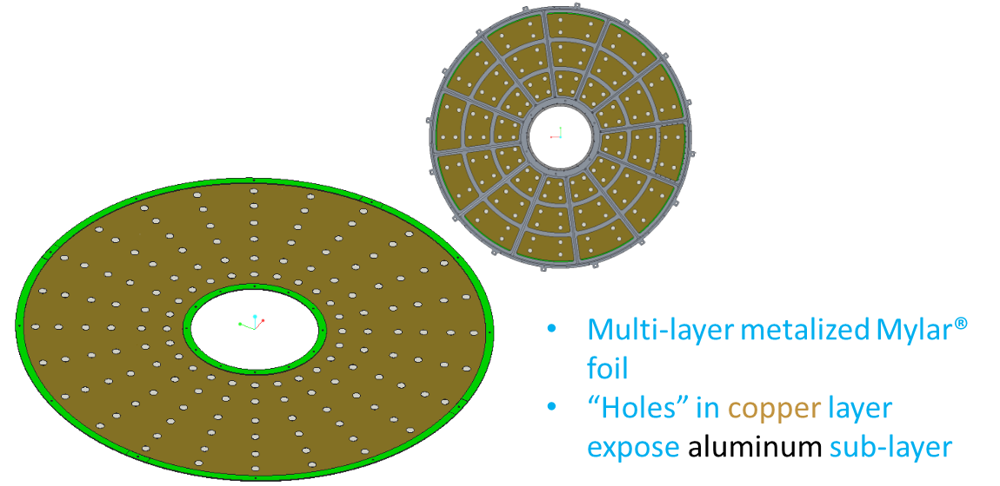 • Multi-layer metalized Mylar®
foil
• “Holes” in copper layer
expose aluminum sub-layer